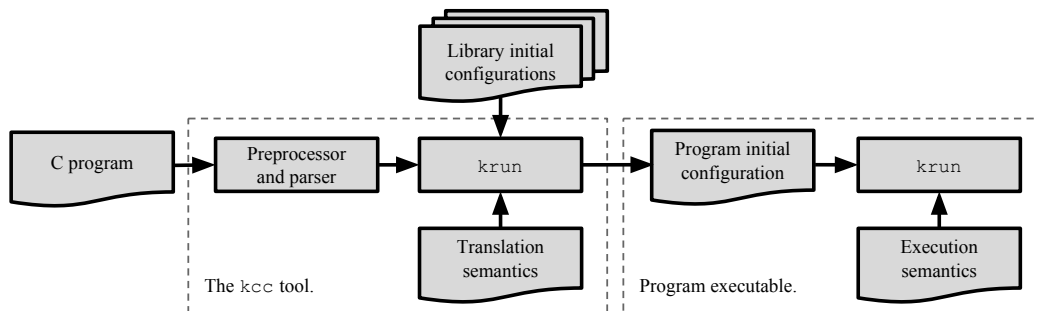 Library initial
configurations
C program
Preprocessor
and parser
krun
Program initial
configuration
krun
Translation
semantics
Execution
semantics
The kcc tool.
Program executable.